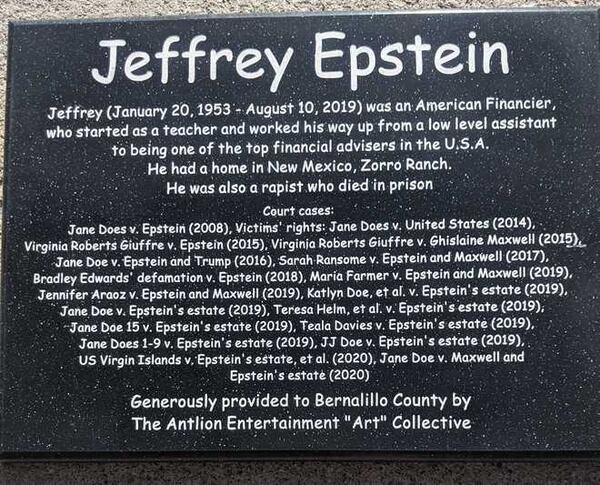 Jeffrey Epstein
Jeffrey (January 20, 1953 - August 10, 2019) was an American Financier,
who started as a teacher and worked his way up from a low level assistant
to being one of the top financial advisers in the U.S.A.
He had a home in New Mexico, Zorro Ranch.
He was also a rapist who died in prison
Court cases:
Jane Does v. Epstein (2008), Victims' rights: Jane Does v. United States (2014),
Virginia Roberts Giuffre v. Epstein (2015), Virginia Roberts Giuffre v. Ghislaine Maxwell (2015),
Jane Doe v. Epstein and Trump (2016), Sarah Ransome v. Epstein and Maxwell (2017),
Bradley Edwards' defamation v. Epstein (2018), Maria Farmer v. Epstein and Maxwell (2019),
Jennifer Araoz v. Epstein and Maxwell (2019), Katlyn Doe, et al. v. Epstein's estate (2019),
Jane Doe v. Epstein's estate (2019), Teresa Helm, et al. v. Epstein's estate (2019),
Jane Doe 15 v. Epstein's estate (2019), Teala Davies v. Epstein's estate (2019),
Jane Does 1-9 v. Epstein's estate (2019), JJ Doe v. Epstein's estate (2019),
US Virgin Islands v. Epstein's estate, et al. (2020), Jane Doe v. Maxwell and
Epstein's estate (2020)
Generously provided to Bernalillo County by
The Antlion Entertainment "Art" Collective